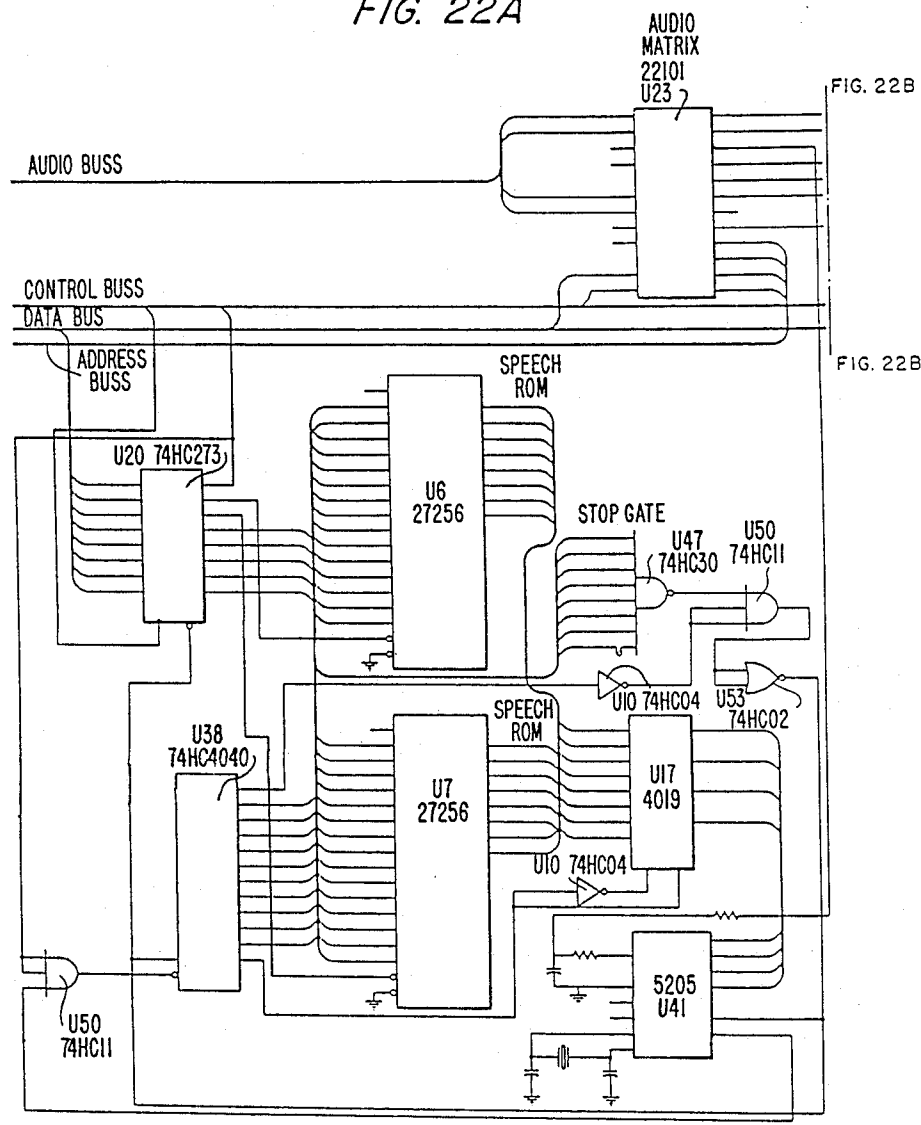 FIG. 22A
AUDIO
MATRIX
22101
U23
FIG. 22B
AUDIO BUSS
CONTROL BUSS
DATA BUS
ADDRESS
BUSS
FIG. 22B
SPEECH
ROM
U20 74HC273
U6
27256
STOP GATE
U47
74HC30
U50
74HC11
U10 74HC04
U53
74HC02
SPEECH
ROM
U38
74HC4040
U7
27256
U17
4019
U10 74HC04
5205
U41
U50
74HC11